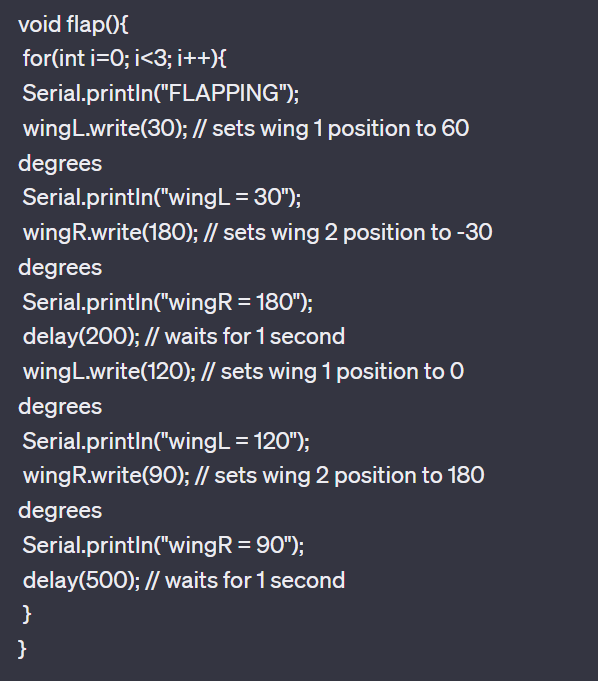 void flap(){
for(int i=0; i<3; i++){
Serial.println("FLAPPING");
wingL.write(30); // sets wing 1 position to 60
degrees
Serial.println("wingL = 30");
wingR.write(180); // sets wing 2 position to -30
degrees
Serial.println("wingR = 180");
delay(200); // waits for 1 second
wingL.write(120); // sets wing 1 position to 0
degrees
Serial.println("wingL = 120");
wingR.write(90); // sets wing 2 position to 180
degrees
Serial.println("wingR = 90");
delay(500); // waits for 1 second
}
}